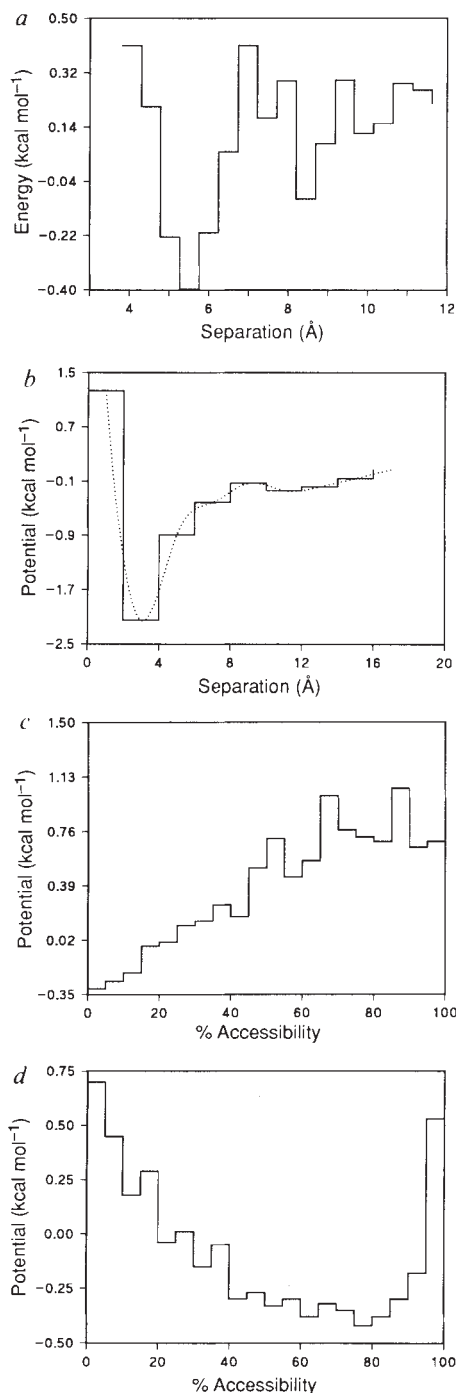 a
Energy (kcal mol⁻¹)
0.50
0.32
0.14
−0.04
−0.22
−0.40
4 6 8 10 12
Separation (Å)
b
Potential (kcal mol⁻¹)
1.5
0.7
−0.1
−0.9
−1.7
−2.5
0 4 8 12 16 20
Separation (Å)
c
Potential (kcal mol⁻¹)
1.50
1.13
0.76
0.39
0.02
−0.35
0 20 40 60 80 100
% Accessibility
d
Potential (kcal mol⁻¹)
0.75
0.50
0.25
0.00
−0.25
−0.50
0 20 40 60 80 100
% Accessibility